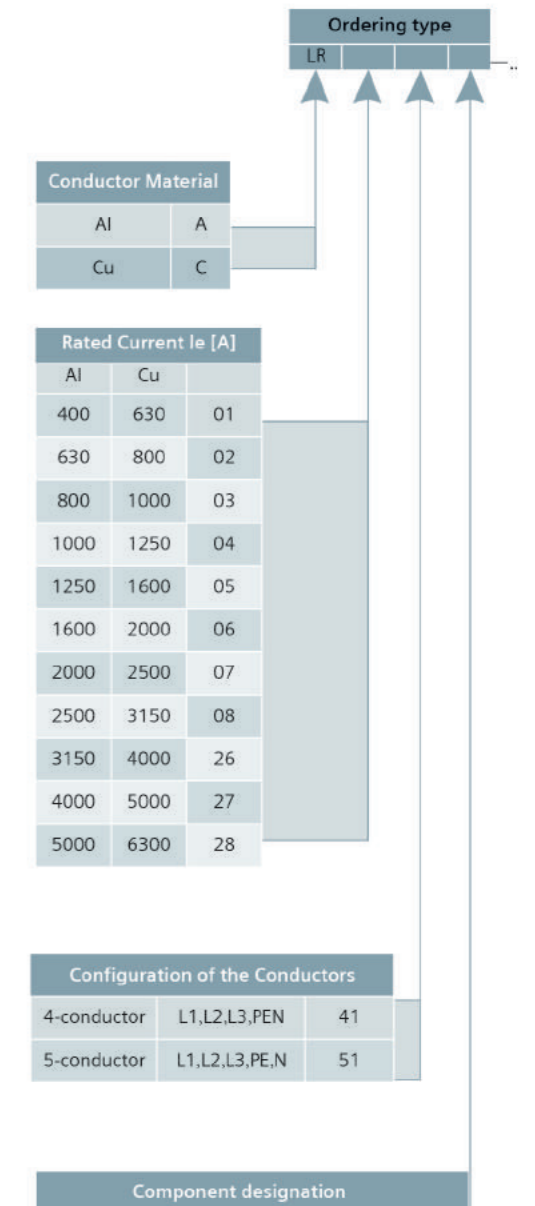 Ordering type
LR
..
Conductor Material
Al A
Cu C
Rated Current le [A]
Al Cu
400 630 01
630 800 02
800 1000 03
1000 1250 04
1250 1600 05
1600 2000 06
2000 2500 07
2500 3150 08
3150 4000 26
4000 5000 27
5000 6300 28
Configuration of the Conductors
4-conductor L1,L2,L3,PEN 41
5-conductor L1,L2,L3,PE,N 51
Component designation